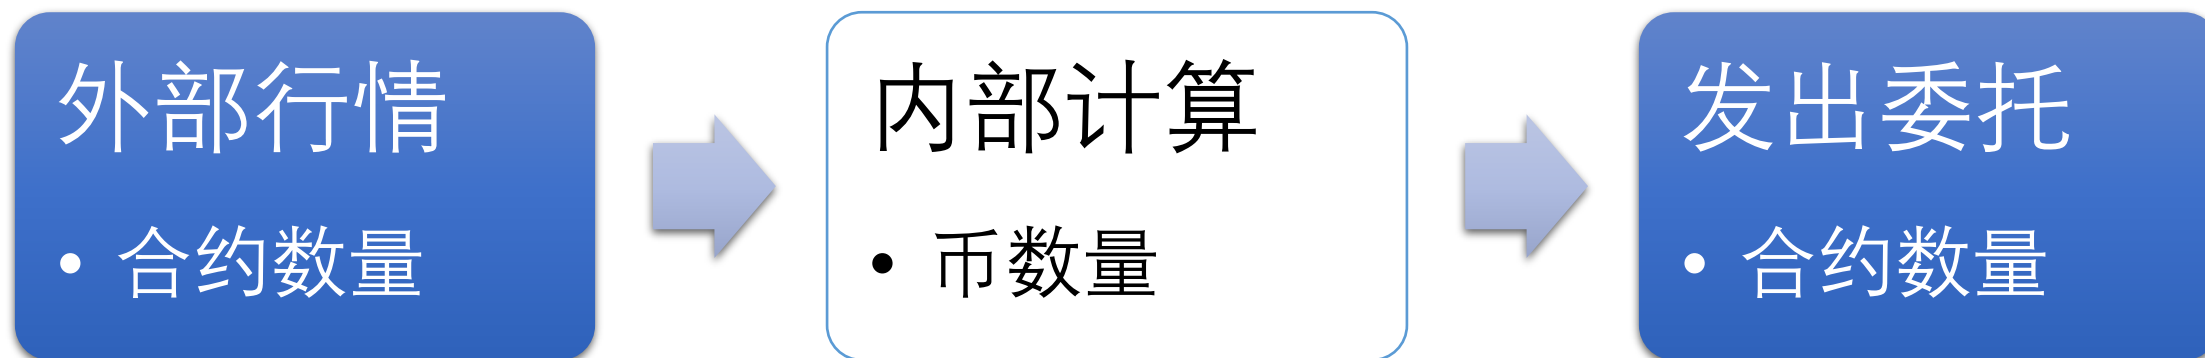 外部行情
• 合约数量
内部计算
• 币数量
发出委托
• 合约数量